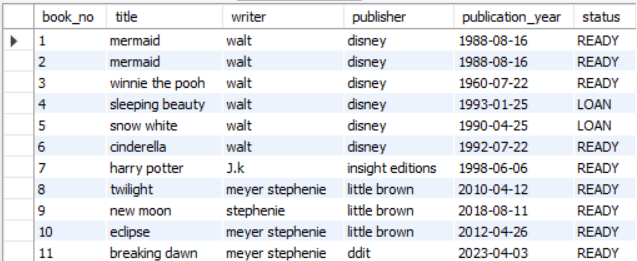 book_no title writer publisher publication_year status
1 mermaid walt disney 1988-08-16 READY
2 mermaid walt disney 1988-08-16 READY
3 winnie the pooh walt disney 1960-07-22 READY
4 sleeping beauty walt disney 1993-01-25 LOAN
5 snow white walt disney 1990-04-25 LOAN
6 cinderella walt disney 1992-07-22 READY
7 harry potter J.k insight editions 1998-06-06 READY
8 twilight meyer stephenie little brown 2010-04-12 READY
9 new moon stephenie little brown 2018-08-11 READY
10 eclipse meyer stephenie little brown 2012-04-26 READY
11 breaking dawn meyer stephenie ddit 2023-04-03 READY